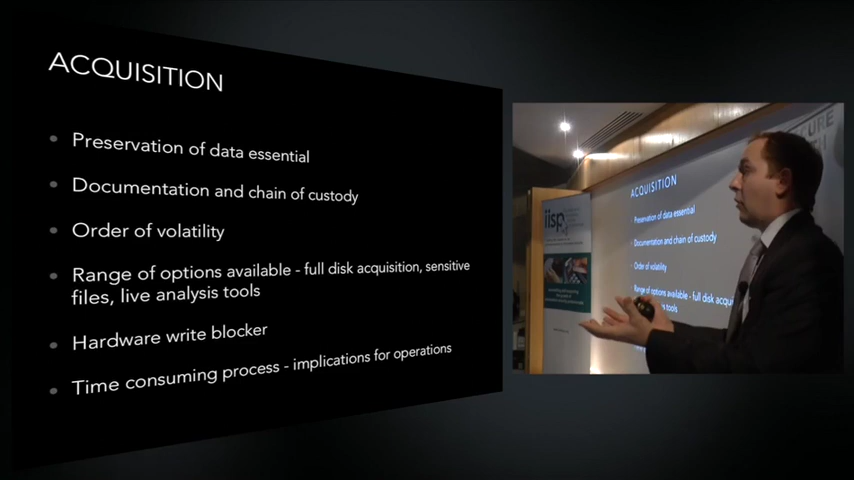 ACQUISITION
Preservation of data essential
Documentation and chain of custody
Order of volatility
Range of options available - full disk acquisition, sensitive
files, live analysis tools
Hardware write blocker
Time consuming process - implications for operations
ACQUISITION
Preservation of data essential
Documentation and chain of custody
Order of volatility
Range of options available - full disk acqu
tools
iisp